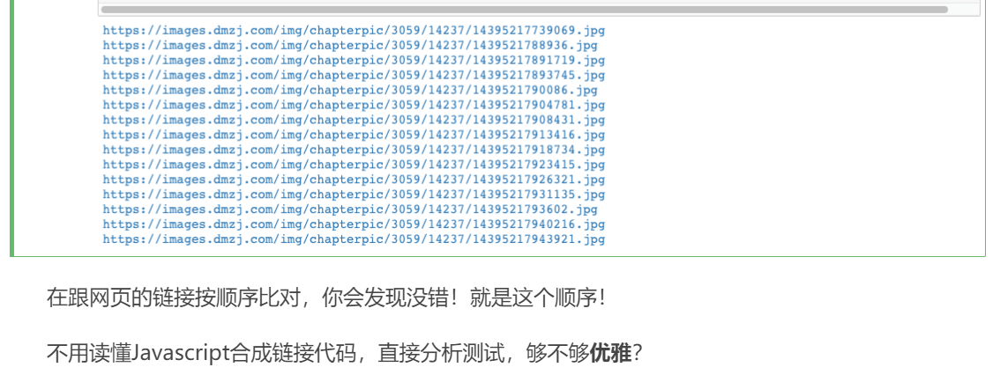 https://images.dmzj.com/img/chapterpic/3059/14237/14395217739069.jpg
https://images.dmzj.com/img/chapterpic/3059/14237/1439521788936.jpg
https://images.dmzj.com/img/chapterpic/3059/14237/14395217891719.jpg
https://images.dmzj.com/img/chapterpic/3059/14237/14395217893745.jpg
https://images.dmzj.com/img/chapterpic/3059/14237/1439521790086.jpg
https://images.dmzj.com/img/chapterpic/3059/14237/14395217904781.jpg
https://images.dmzj.com/img/chapterpic/3059/14237/14395217908431.jpg
https://images.dmzj.com/img/chapterpic/3059/14237/14395217913416.jpg
https://images.dmzj.com/img/chapterpic/3059/14237/14395217918734.jpg
https://images.dmzj.com/img/chapterpic/3059/14237/14395217923415.jpg
https://images.dmzj.com/img/chapterpic/3059/14237/14395217926321.jpg
https://images.dmzj.com/img/chapterpic/3059/14237/14395217931135.jpg
https://images.dmzj.com/img/chapterpic/3059/14237/1439521793602.jpg
https://images.dmzj.com/img/chapterpic/3059/14237/14395217940216.jpg
https://images.dmzj.com/img/chapterpic/3059/14237/14395217943921.jpg
在跟网页的链接按顺序比对，你会发现没错！就是这个顺序！
不用读懂Javascript合成链接代码，直接分析测试，够不够优雅？